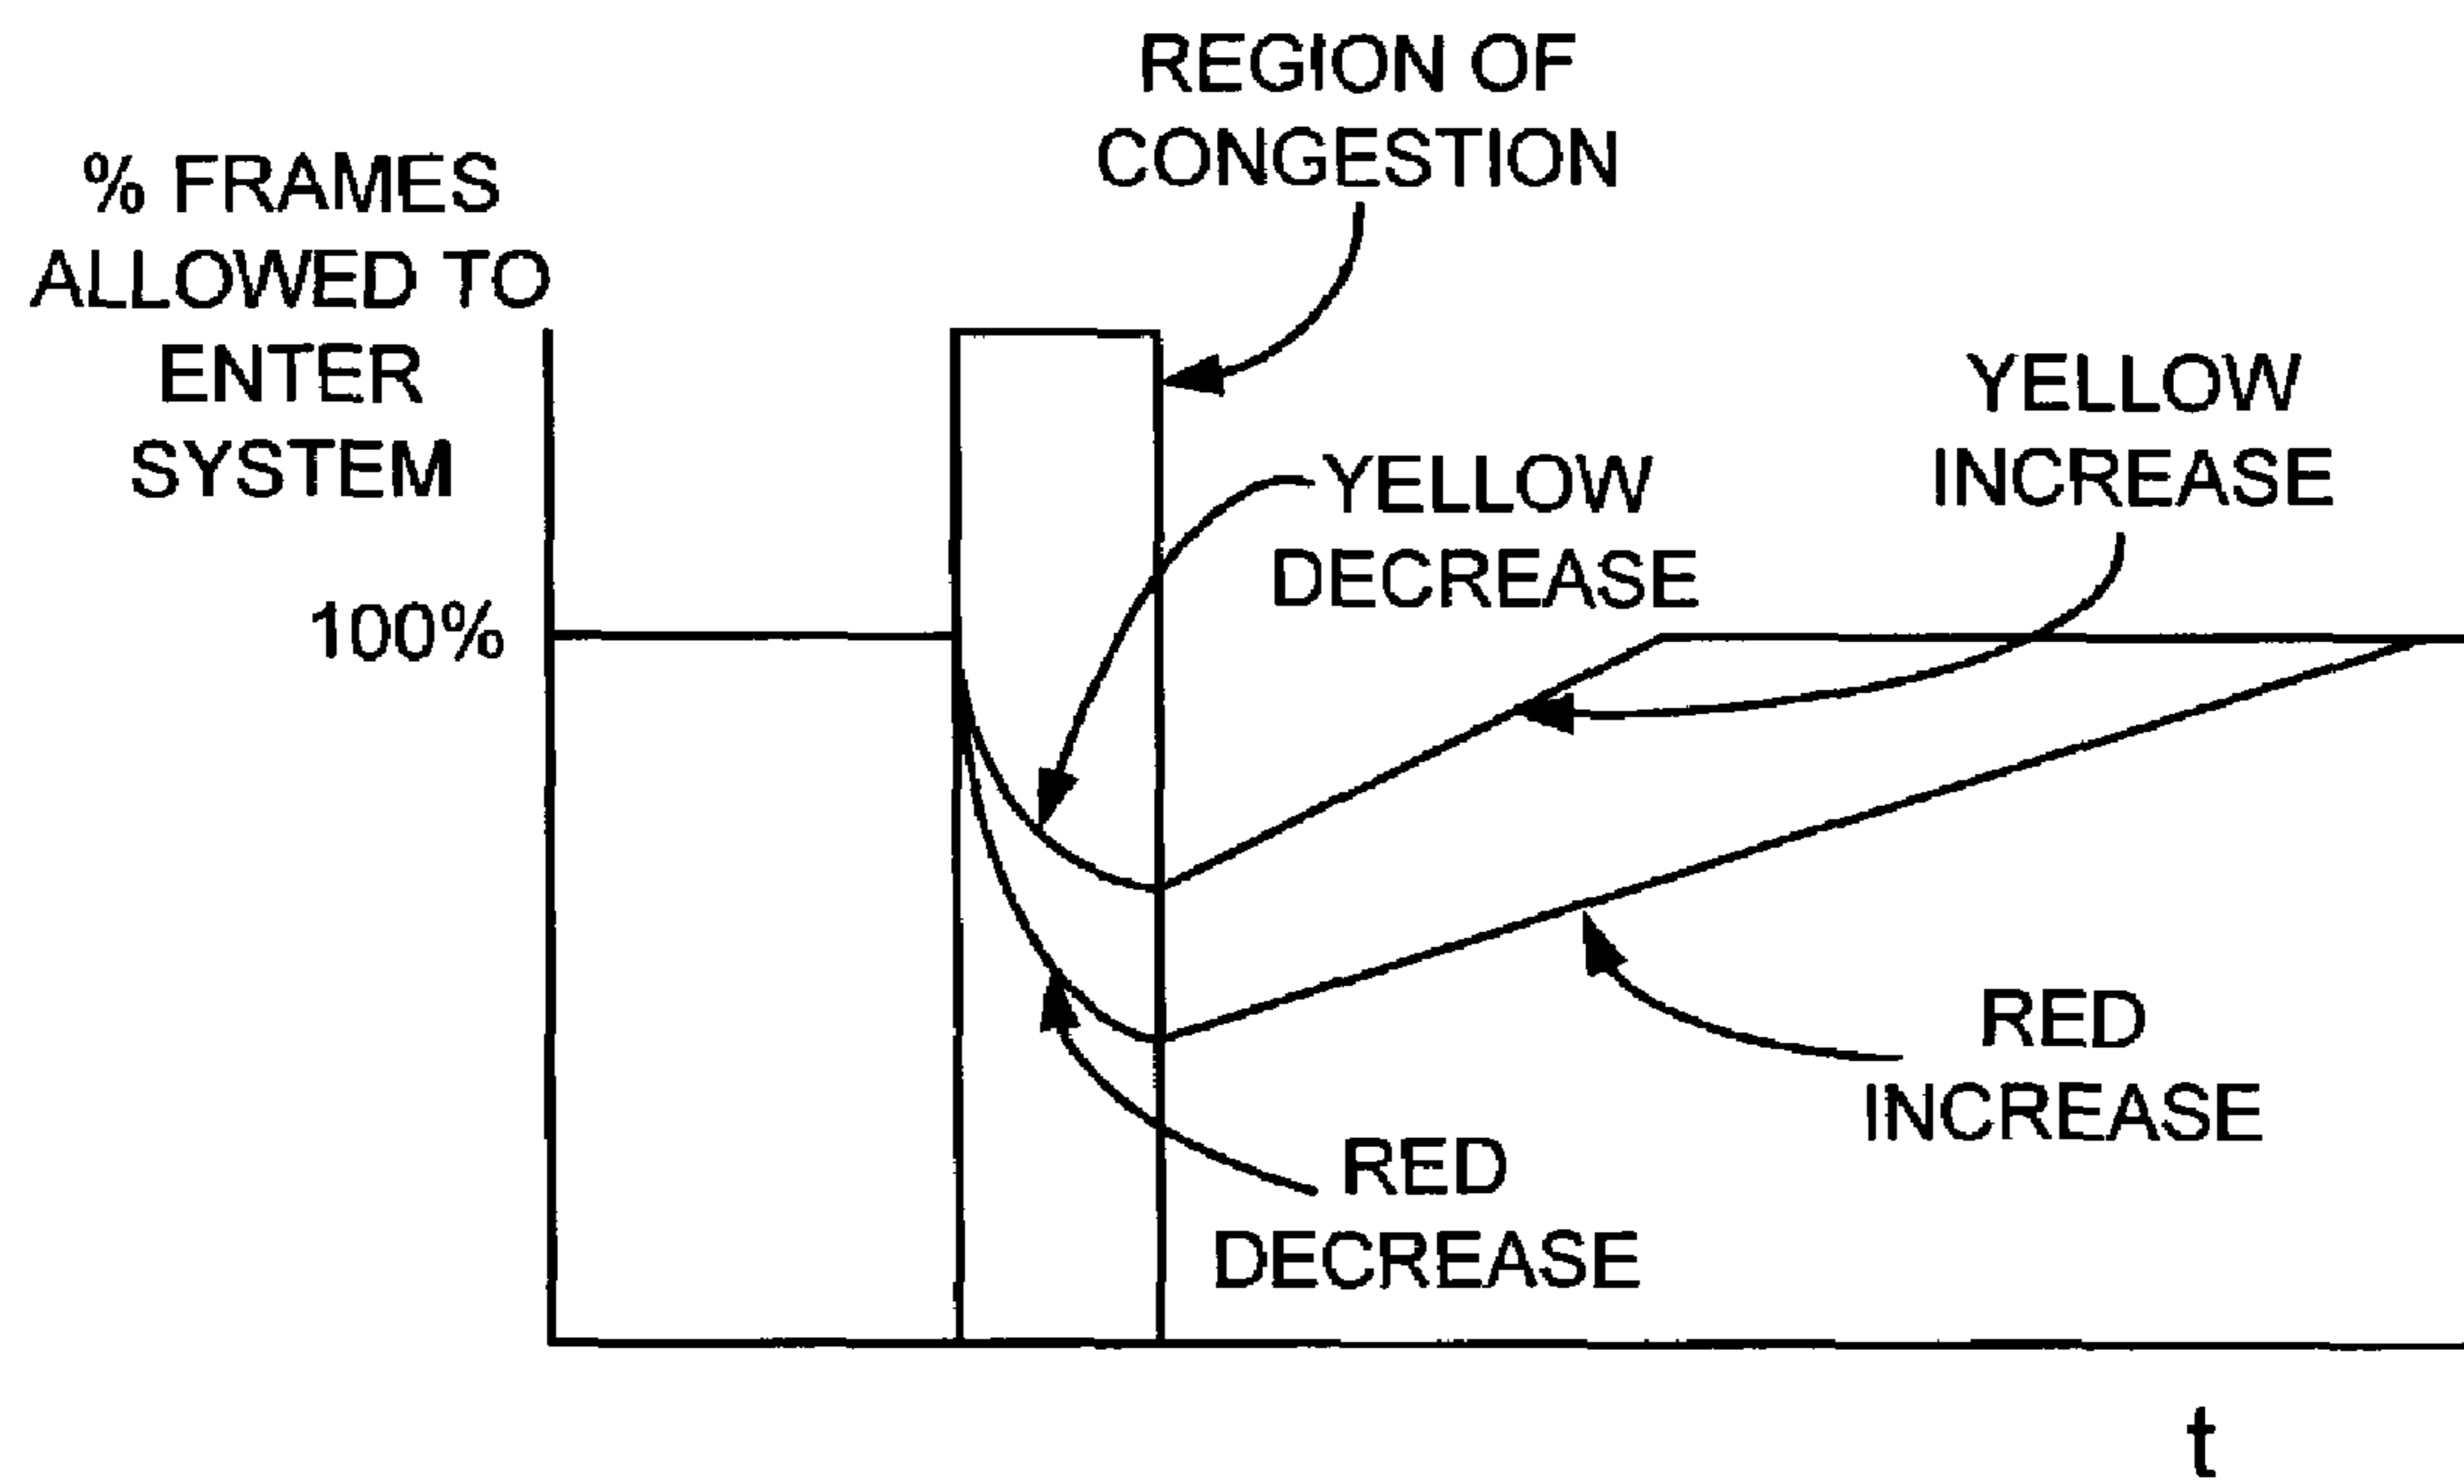 REGION OF
CONGESTION
% FRAMES
ALLOWED TO
ENTER
SYSTEM
YELLOW
INCREASE
YELLOW
DECREASE
100%
RED
INCREASE
RED
DECREASE
t